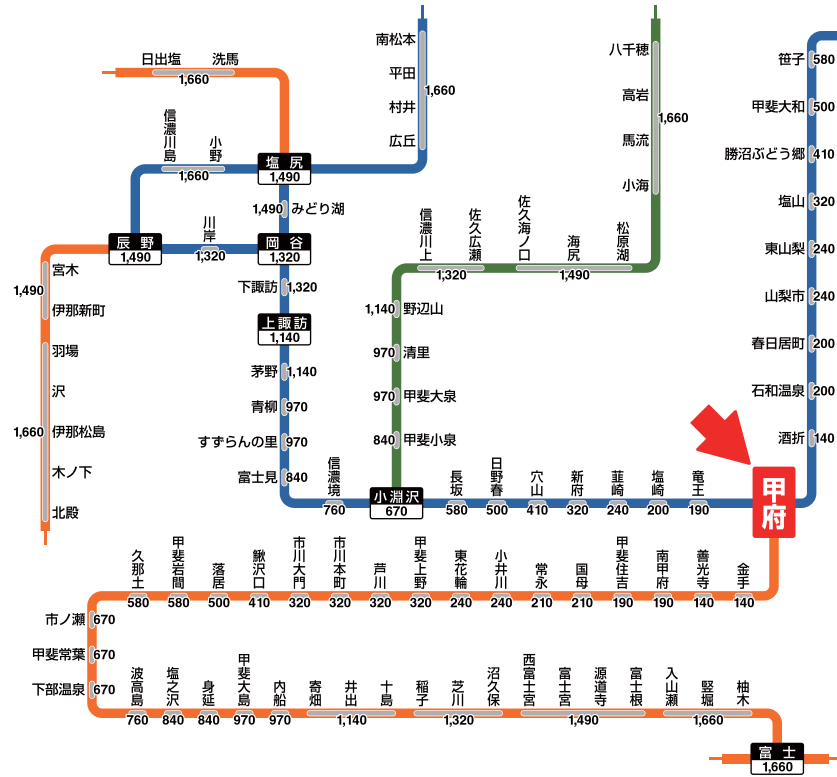 日出塩
洗馬
1,660
南松本
平田
村井
広丘
1,660
八千穂
高岩
馬流
小海
1,660
笹子
580
甲斐大和
500
勝沼ぶどう郷
410
塩山
320
東山梨
240
山梨市
240
春日居町
200
石和温泉
200
酒折
140
信濃川島
小野
1,660
塩尻
1,490
1,490
みどり湖
辰野
1,490
川岸
1,320
岡谷
1,320
宮木
1,490
伊那新町
羽場
沢
1,660
伊那松島
木ノ下
北殿
下諏訪
1,320
上諏訪
1,140
茅野
1,140
青柳
970
すずらんの里
970
富士見
840
信濃川上
佐久広瀬
1,320
佐久海ノ口
海尻
松原湖
1,490
1,140
野辺山
970
清里
970
甲斐大泉
840
甲斐小泉
信濃境
760
小淵沢
670
長坂
580
日野春
500
穴山
410
新府
320
韮崎
240
塩崎
200
竜王
190
甲府
久那土
580
甲斐岩間
580
落居
500
鰍沢口
410
市川大門
320
市川本町
320
芦川
320
甲斐上野
320
東花輪
240
小井川
240
常永
210
国母
210
甲斐住吉
190
南甲府
190
善光寺
140
金手
140
市ノ瀬
670
甲斐常葉
670
下部温泉
670
波高島
760
塩之沢
840
身延
840
甲斐大島
970
内船
970
寄畑
井出
十島
1,140
稲子
芝川
沼久保
1,320
西富士宮
富士宮
源道寺
富士根
1,490
入山瀬
竪堀
柚木
1,660
富士
1,660